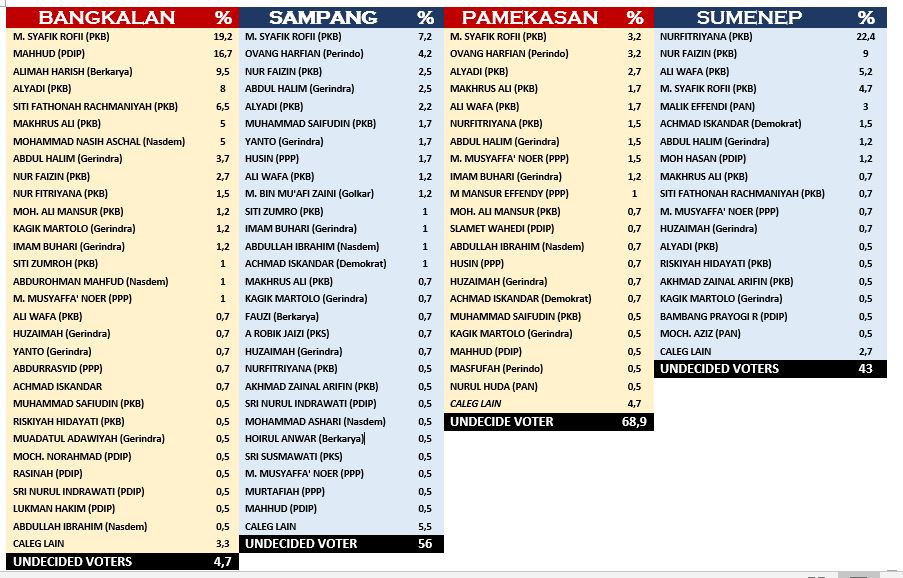 BANGKALAN %
M. SYAFIK ROFII (PKB) 19,2
MAHHUD (PDIP) 16,7
ALIMAH HARISH (Berkarya) 9,5
ALYADI (PKB) 8
SITI FATHONAH RACHMANIYAH (PKB) 6,5
MAKHRUS ALI (PKB) 5
MOHAMMAD NASIH ASCHAL (Nasdem) 5
ABDUL HALIM (Gerindra) 3,7
NUR FAIZIN (PKB) 2,7
NUR FITRIYANA (PKB) 1,5
MOH. ALI MANSUR (PKB) 1,2
KAGIK MARTOLO (Gerindra) 1,2
IMAM BUHARI (Gerindra) 1,2
SITI ZUMROH (PKB) 1
ABDUROHMAN MAHFUD (Nasdem) 1
M. MUSYAFFA' NOER (PPP) 1
ALI WAFA (PKB) 0,7
HUZAIMAH (Gerindra) 0,7
YANTO (Gerindra) 0,7
ABDURRASYID (PPP) 0,7
ACHMAD ISKANDAR 0,7
MUHAMMAD SAFIUDIN (PKB) 0,5
RISKIYAH HIDAYATI (PKB) 0,5
MUADATUL ADAWIYAH (Gerindra) 0,5
MOCH. NORAHMAD (PDIP) 0,5
RASINAH (PDIP) 0,5
SRI NURUL INDRAWATI (PDIP) 0,5
LUKMAN HAKIM (PDIP) 0,5
ABDULLAH IBRAHIM (Nasdem) 0,5
CALEG LAIN 3,3
UNDECIDED VOTERS 4,7
SAMPANG %
M. SYAFIK ROFII (PKB) 7,2
OVANG HARFIAN (Perindo) 4,2
NUR FAIZIN (PKB) 2,5
ABDUL HALIM (Gerindra) 2,5
ALYADI (PKB) 2,2
MUHAMMAD SAIFUDIN (PKB) 1,7
YANTO (Gerindra) 1,7
HUSIN (PPP) 1,7
ALI WAFA (PKB) 1,2
M. BIN MU'AFI ZAINI (Golkar) 1,2
SITI ZUMRO (PKB) 1
IMAM BUHARI (Gerindra) 1
ABDULLAH IBRAHIM (Nasdem) 1
ACHMAD ISKANDAR (Demokrat) 1
MAKHRUS ALI (PKB) 0,7
KAGIK MARTOLO (Gerindra) 0,7
FAUZI (Berkarya) 0,7
A ROBIK JAIZI (PKS) 0,7
HUZAIMAH (Gerindra) 0,7
NURFITRIYANA (PKB) 0,5
AKHMAD ZAINAL ARIFIN (PKB) 0,5
SRI NURUL INDRAWATI (PDIP) 0,5
MOHAMMAD ASHARI (Nasdem) 0,5
HOIRUL ANWAR (Berkarya) 0,5
SRI SUSMAWATI (PKS) 0,5
M. MUSYAFFA' NOER (PPP) 0,5
MURTAFIAH (PPP) 0,5
MAHHUD (PDIP) 0,5
CALEG LAIN 5,5
UNDECIDED VOTER 56
PAMEKASAN %
M. SYAFIK ROFII (PKB) 3,2
OVANG HARFIAN (Perindo) 3,2
ALYADI (PKB) 2,7
MAKHRUS ALI (PKB) 1,7
ALI WAFA (PKB) 1,7
NURFITRIYANA (PKB) 1,5
ABDUL HALIM (Gerindra) 1,5
M. MUSYAFFA' NOER (PPP) 1,5
IMAM BUHARI (Gerindra) 1,2
M MANSUR EFFENDY (PPP) 1
MOH. ALI MANSUR (PKB) 0,7
SLAMET WAHEDI (PDIP) 0,7
ABDULLAH IBRAHIM (Nasdem) 0,7
HUSIN (PPP) 0,7
HUZAIMAH (Gerindra) 0,7
ACHMAD ISKANDAR (Demokrat) 0,7
MUHAMMAD SAIFUDIN (PKB) 0,5
KAGIK MARTOLO (Gerindra) 0,5
MAHHUD (PDIP) 0,5
MASFUFAH (Perindo) 0,5
NURUL HUDA (PAN) 0,5
CALEG LAIN 4,7
UNDECIDE VOTER 68,9
SUMENEP %
NURFITRIYANA (PKB) 22,4
NUR FAIZIN (PKB) 9
ALI WAFA (PKB) 5,2
M. SYAFIK ROFII (PKB) 4,7
MALIK EFFENDI (PAN) 3
ACHMAD ISKANDAR (Demokrat) 1,5
ABDUL HALIM (Gerindra) 1,2
MOH HASAN (PDIP) 1,2
MAKHRUS ALI (PKB) 0,7
SITI FATHONAH RACHMANIYAH (PKB) 0,7
M. MUSYAFFA' NOER (PPP) 0,7
HUZAIMAH (Gerindra) 0,7
ALYADI (PKB) 0,5
RISKIYAH HIDAYATI (PKB) 0,5
AKHMAD ZAINAL ARIFIN (PKB) 0,5
KAGIK MARTOLO (Gerindra) 0,5
BAMBANG PRAYOGI R (PDIP) 0,5
MOCH. AZIZ (PAN) 0,5
CALEG LAIN 2,7
UNDECIDED VOTERS 43